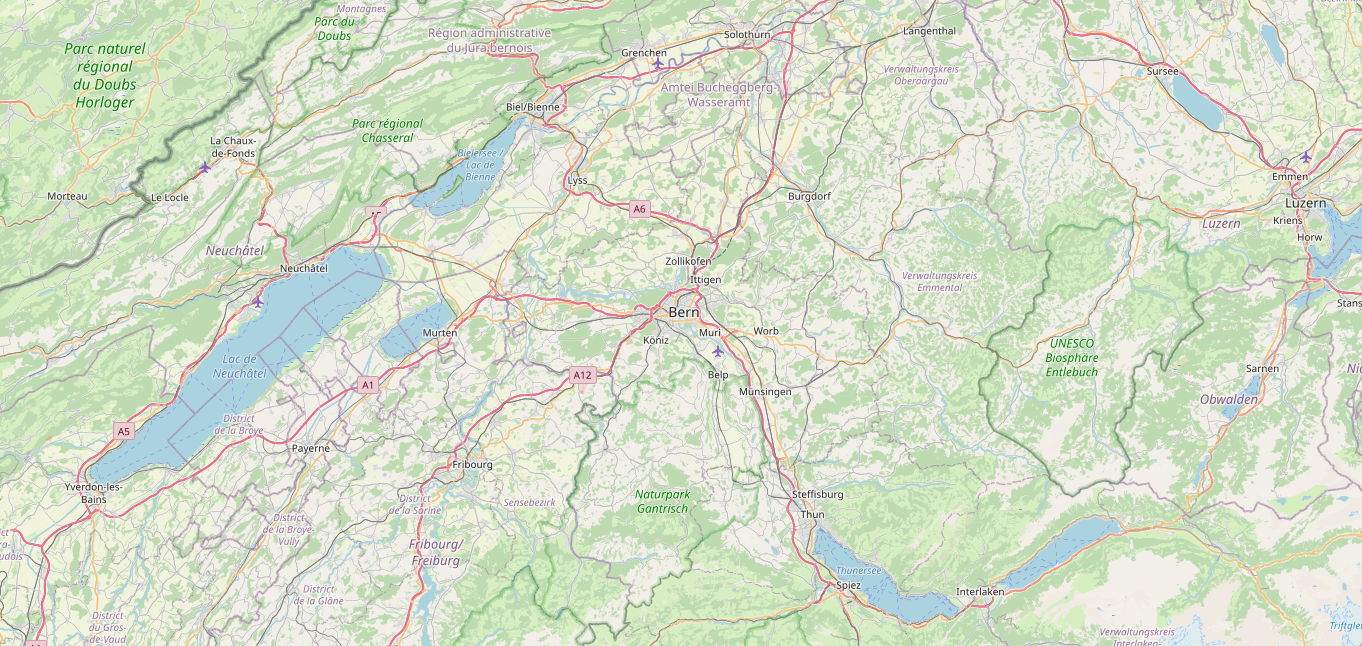 Montagnes
Parc du
Doubs
Région administrative
du Jura bernois
Solothurn
Langenthal
Parc naturel
régional
du Doubs
Horloger
Grenchen
Verwaltungskreis
Oberaargau
Sursee
Amtei Bucheggberg-
Wasseramt
Biel/Bienne
Parc régional
Chasseral
La Chaux-
de-Fonds
Bielersee /
Lac de
Bienne
Lyss
Emmen
Morteau
Le Locle
Burgdorf
Luzern
A6
Kriens
Luzern
Horw
Neuchâtel
Zollikofen
Neuchâtel
Ittigen
Verwaltungskreis
Emmental
Stans
Bern
Murten
Muri
Worb
Köniz
UNESCO
Biosphäre
Entlebuch
Lac de
Neuchâtel
Sarnen
A12
Belp
A1
Münsingen
Obwalden
District
de la Broye
A5
Payerne
Fribourg
Yverdon-les-
Bains
Naturpark
Gantrisch
Steffisburg
Sensebezirk
District
de la Sarine
Thun
District
de la Broye-
Vully
Fribourg/
Freiburg
Thunersee
Spiez
Interlaken
District
de la Glâne
District
du Gros-
de-Vaud
Verwaltungskreis
Interlaken-